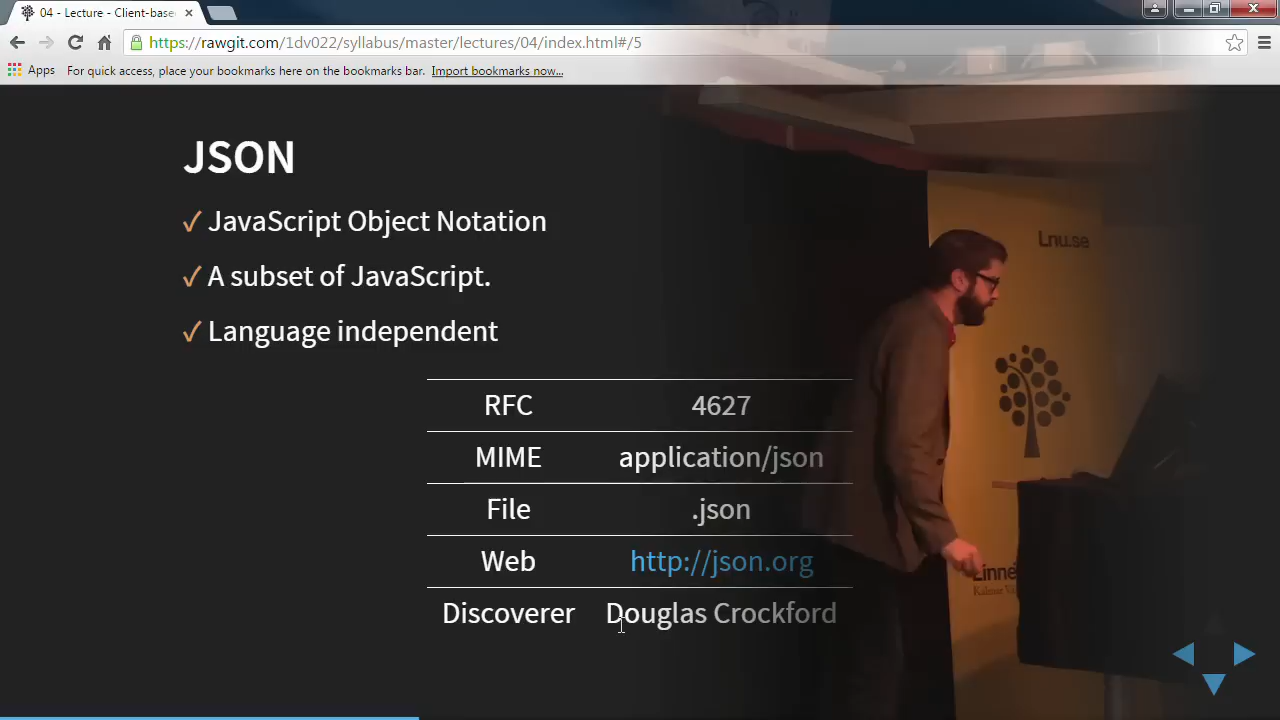 04 - Lecture - Client-base
https://rawgit.com/1dv022/syllabus/master/lectures/04/index.html#/5
Apps For quick access, place your bookmarks here on the bookmarks bar. Import bookmarks now...
JSON
✓ JavaScript Object Notation
✓ A subset of JavaScript.
✓ Language independent
RFC 4627
MIME application/json
File .json
Web http://json.org
Discoverer Douglas Crockford
Lnu.se
Linne